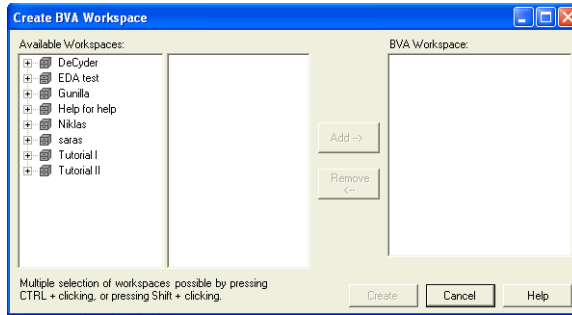 Create BVA Workspace
Available Workspaces:
BVA Workspace:
DeCyder
EDA test
Gunilla
Help for help
Niklas
saras
Tutorial I
Tutorial II
Add -->
Remove
<--
Multiple selection of workspaces possible by pressing
CTRL + clicking, or pressing Shift + clicking.
Create
Cancel
Help